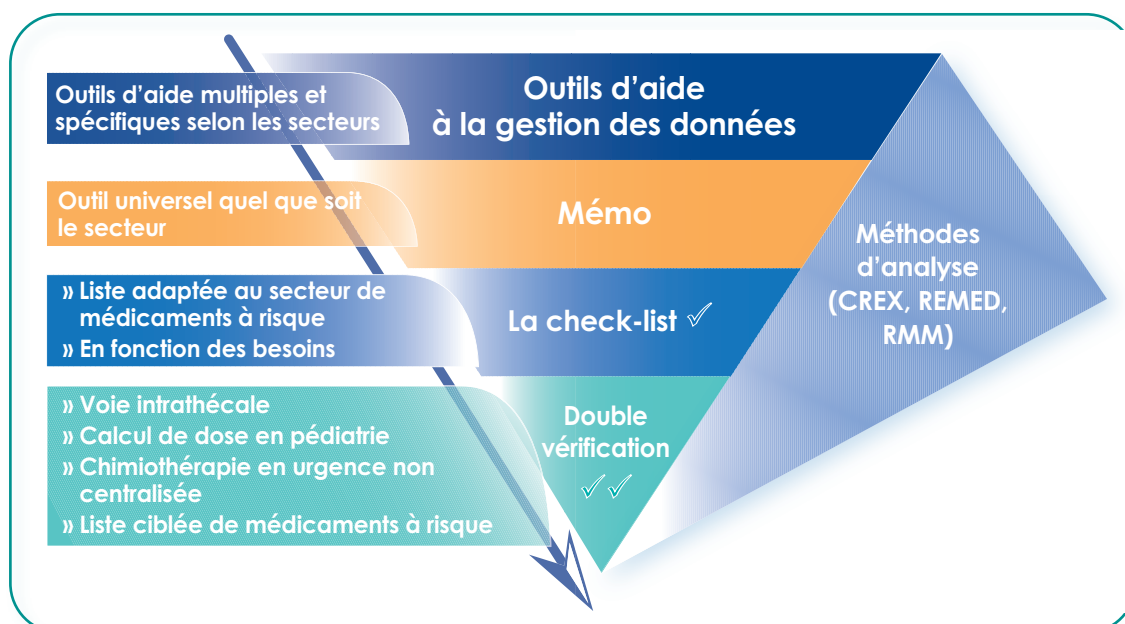 Outils d’aide multiples et
spécifiques selon les secteurs
Outils d’aide
à la gestion des données
Outil universel quel que soit
le secteur
Mémo
» Liste adaptée au secteur de
médicaments à risque
» En fonction des besoins
La check-list ✓
» Voie intrathécale
» Calcul de dose en pédiatrie
» Chimiothérapie en urgence non
centralisée
» Liste ciblée de médicaments à risque
Double
vérification
✓✓
Méthodes
d’analyse
(CREX, REMED,
RMM)